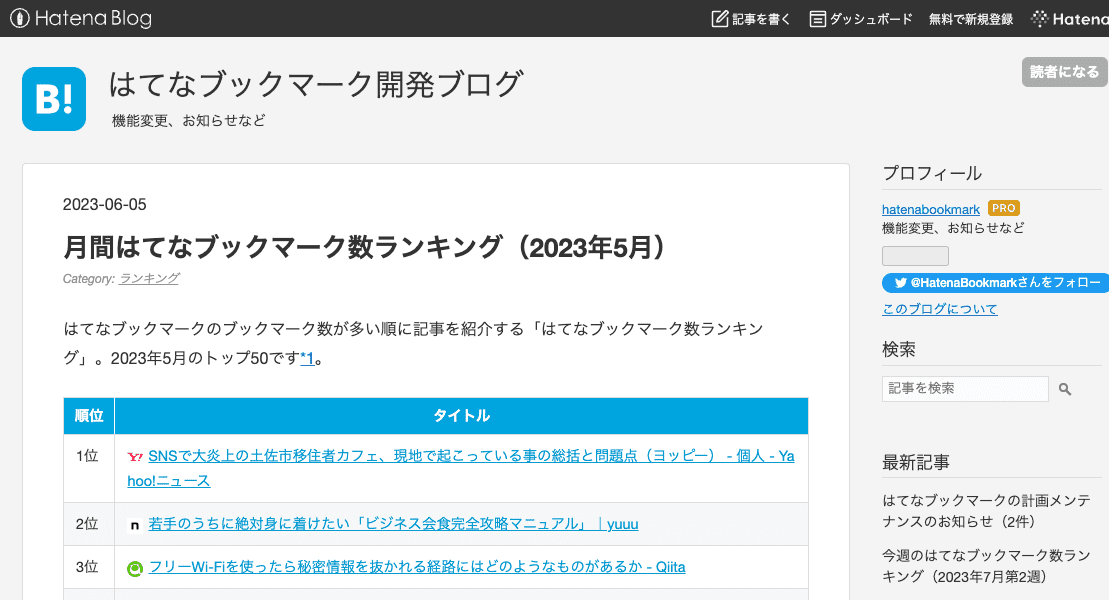 Hatena Blog
記事を書く
ダッシュボード
無料で新規登録
Hatena
B!
はてなブックマーク開発ブログ
機能変更、お知らせなど
読者になる
2023-06-05
月間はてなブックマーク数ランキング（2023年5月）
Category: ランキング
はてなブックマークのブックマーク数が多い順に記事を紹介する「はてなブックマーク数ランキン
グ」。2023年5月のトップ50です*1。
順位 タイトル
1位 SNSで大炎上の土佐市移住者カフェ、現地で起こっている事の総括と問題点（ヨッピー） - 個人 - Ya
hoo!ニュース
2位 若手のうちに絶対身に着けたい「ビジネス会食完全攻略マニュアル」｜yuuu
3位 フリーWi-Fiを使ったら秘密情報を抜かれる経路にはどのようなものがあるか - Qiita
プロフィール
hatenabookmark PRO
機能変更、お知らせなど
@HatenaBookmarkさんをフォロー
このブログについて
検索
記事を検索
最新記事
はてなブックマークの計画メンテ
ナンスのお知らせ（2件）
今週のはてなブックマーク数ラン
キング（2023年7月第2週）